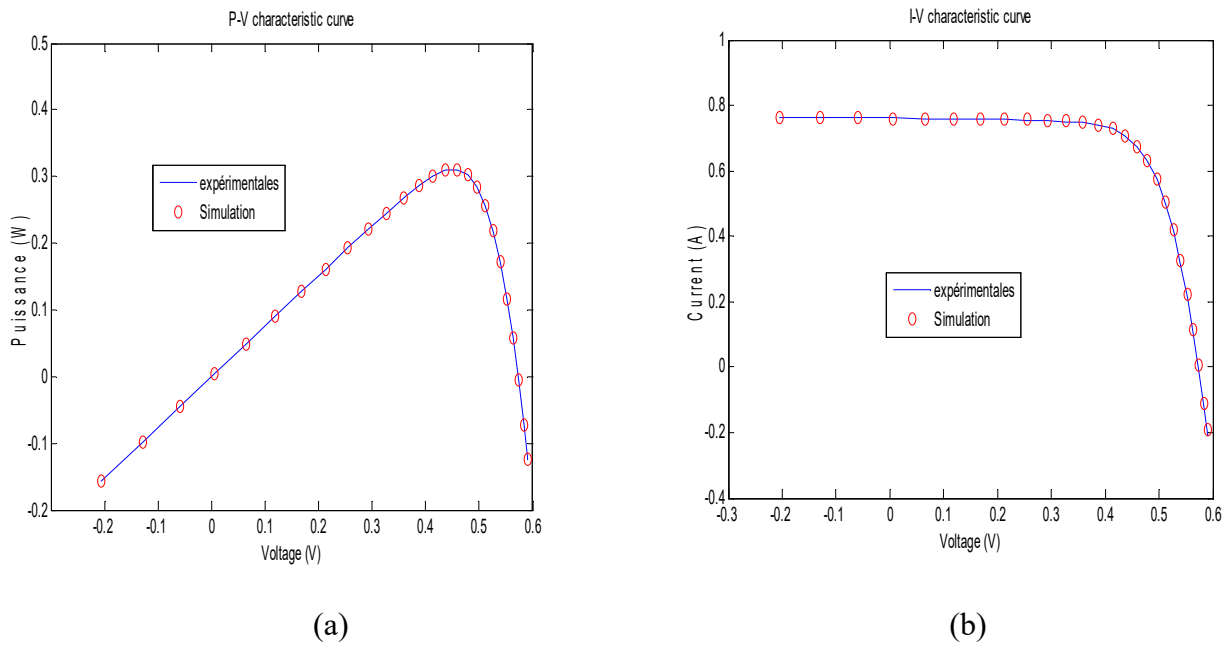 P-V characteristic curve
0.5
0.4
0.3
0.2
0.1
0
-0.1
-0.2
Puissance (W)
expérimentales
Simulation
-0.2 -0.1 0 0.1 0.2 0.3 0.4 0.5 0.6
Voltage (V)
(a)
I-V characteristic curve
1
0.8
0.6
0.4
0.2
0
-0.2
-0.4
Current (A)
expérimentales
Simulation
-0.3 -0.2 -0.1 0 0.1 0.2 0.3 0.4 0.5 0.6
Voltage (V)
(b)